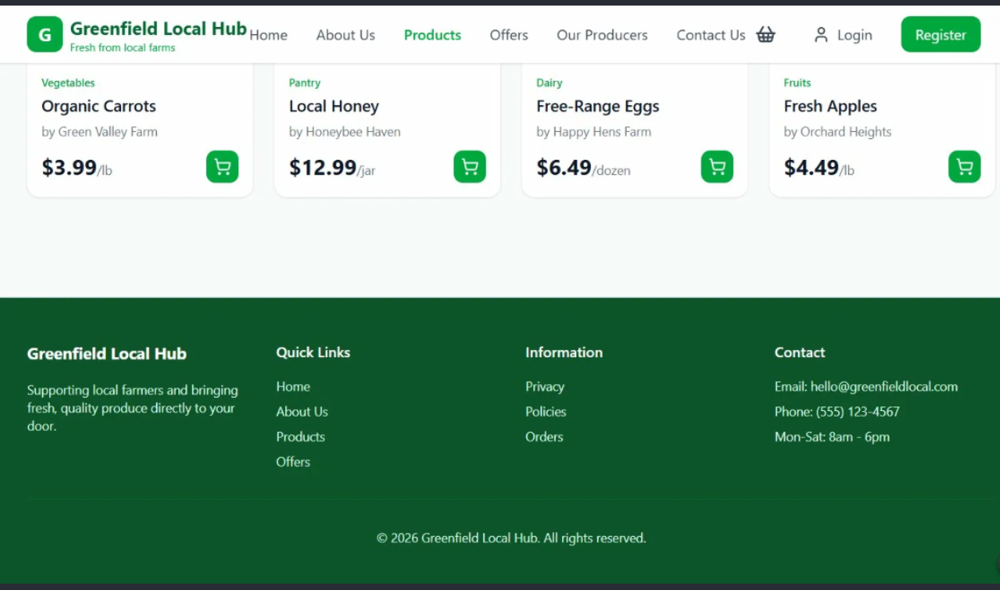 G
Greenfield Local Hub
Fresh from local farms
Home About Us Products Offers Our Producers Contact Us Login Register
Vegetables
Organic Carrots
by Green Valley Farm
$3.99/lb
Pantry
Local Honey
by Honeybee Haven
$12.99/jar
Dairy
Free-Range Eggs
by Happy Hens Farm
$6.49/dozen
Fruits
Fresh Apples
by Orchard Heights
$4.49/lb
Greenfield Local Hub
Supporting local farmers and bringing
fresh, quality produce directly to your
door.
Quick Links
Home
About Us
Products
Offers
Information
Privacy
Policies
Orders
Contact
Email: hello@greenfieldlocal.com
Phone: (555) 123-4567
Mon-Sat: 8am - 6pm
© 2026 Greenfield Local Hub. All rights reserved.